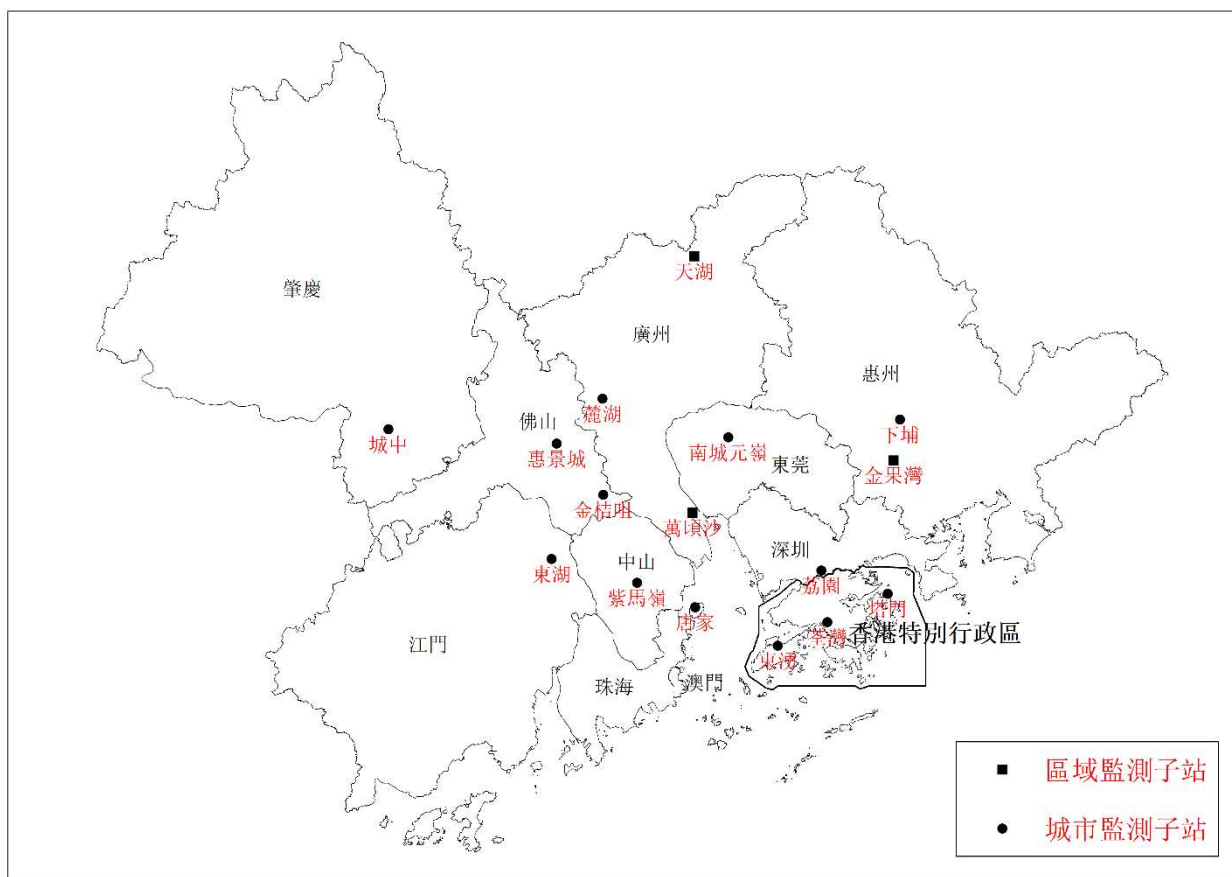 天湖
肇慶
廣州
惠州
麓湖
佛山
下埔
城中
惠景城
南城元嶺
東莞
金果灣
金桔咀
萬頃沙
深圳
中山
東湖
荔園
紫馬嶺
塔門
唐家
荃灣
香港特別行政區
江門
東湧
珠海
澳門
區域監測子站
城市監測子站